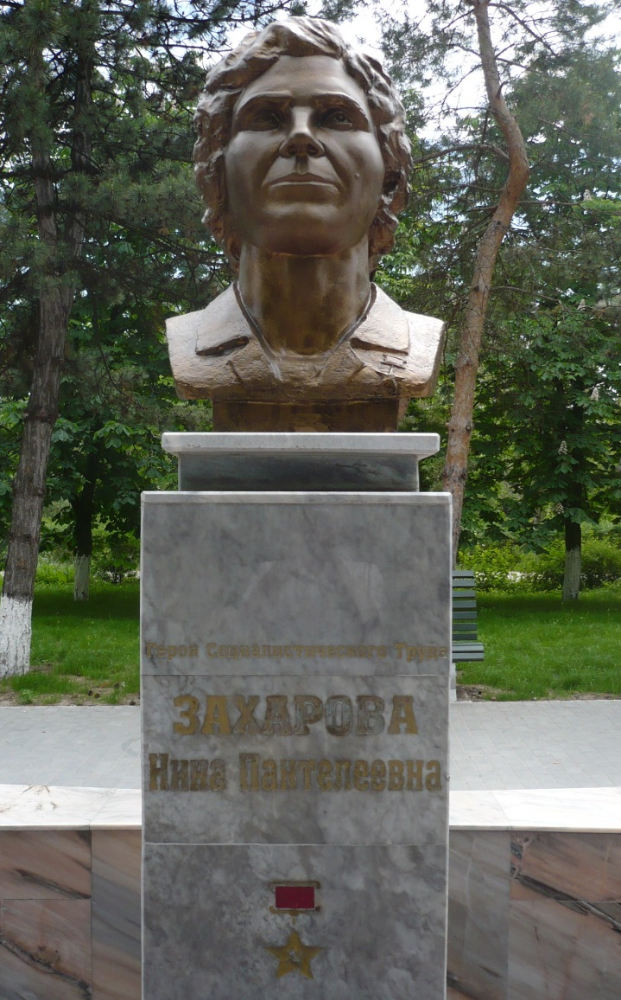 Герой Социалистического Труда
ЗАХАРОВА
Нина Пантелеевна